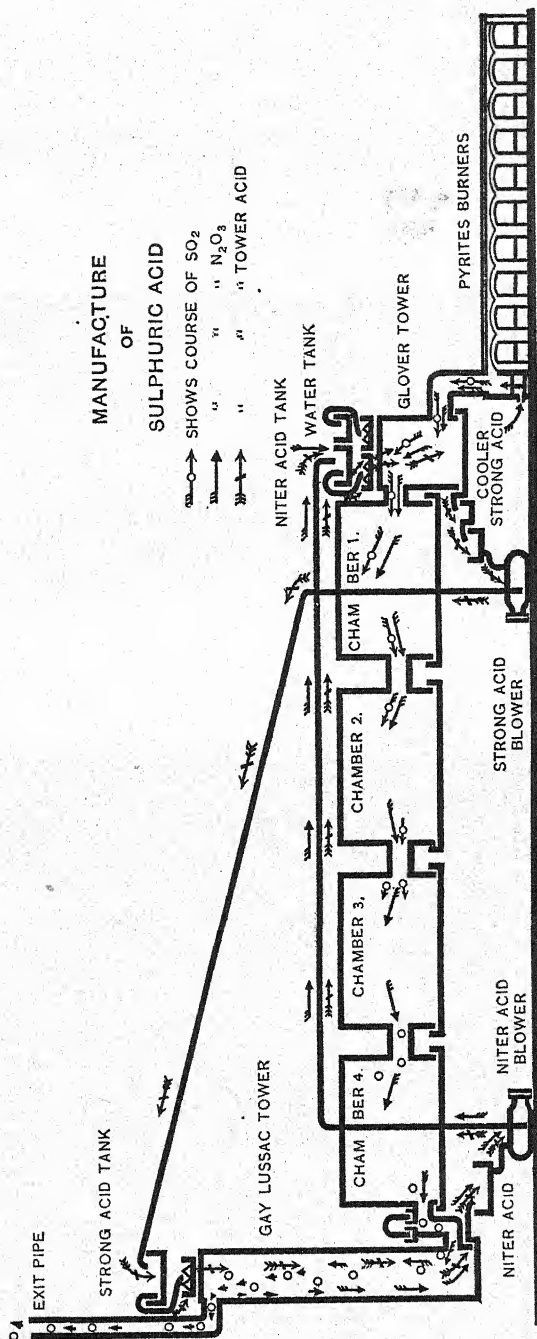 MANUFACTURE
OF
SULPHURIC ACID
SHOWS COURSE OF SO₂
" " " N₂O₃
" " " TOWER ACID
EXIT PIPE
STRONG ACID TANK
GAY LUSSAC TOWER
NITER ACID TANK
WATER TANK
GLOVER TOWER
PYRITES BURNERS
CHAM BER 4.
CHAMBER 3,
CHAMBER 2.
CHAM BER 1.
COOLER
STRONG ACID
NITER ACID
NITER ACID
BLOWER
STRONG ACID
BLOWER